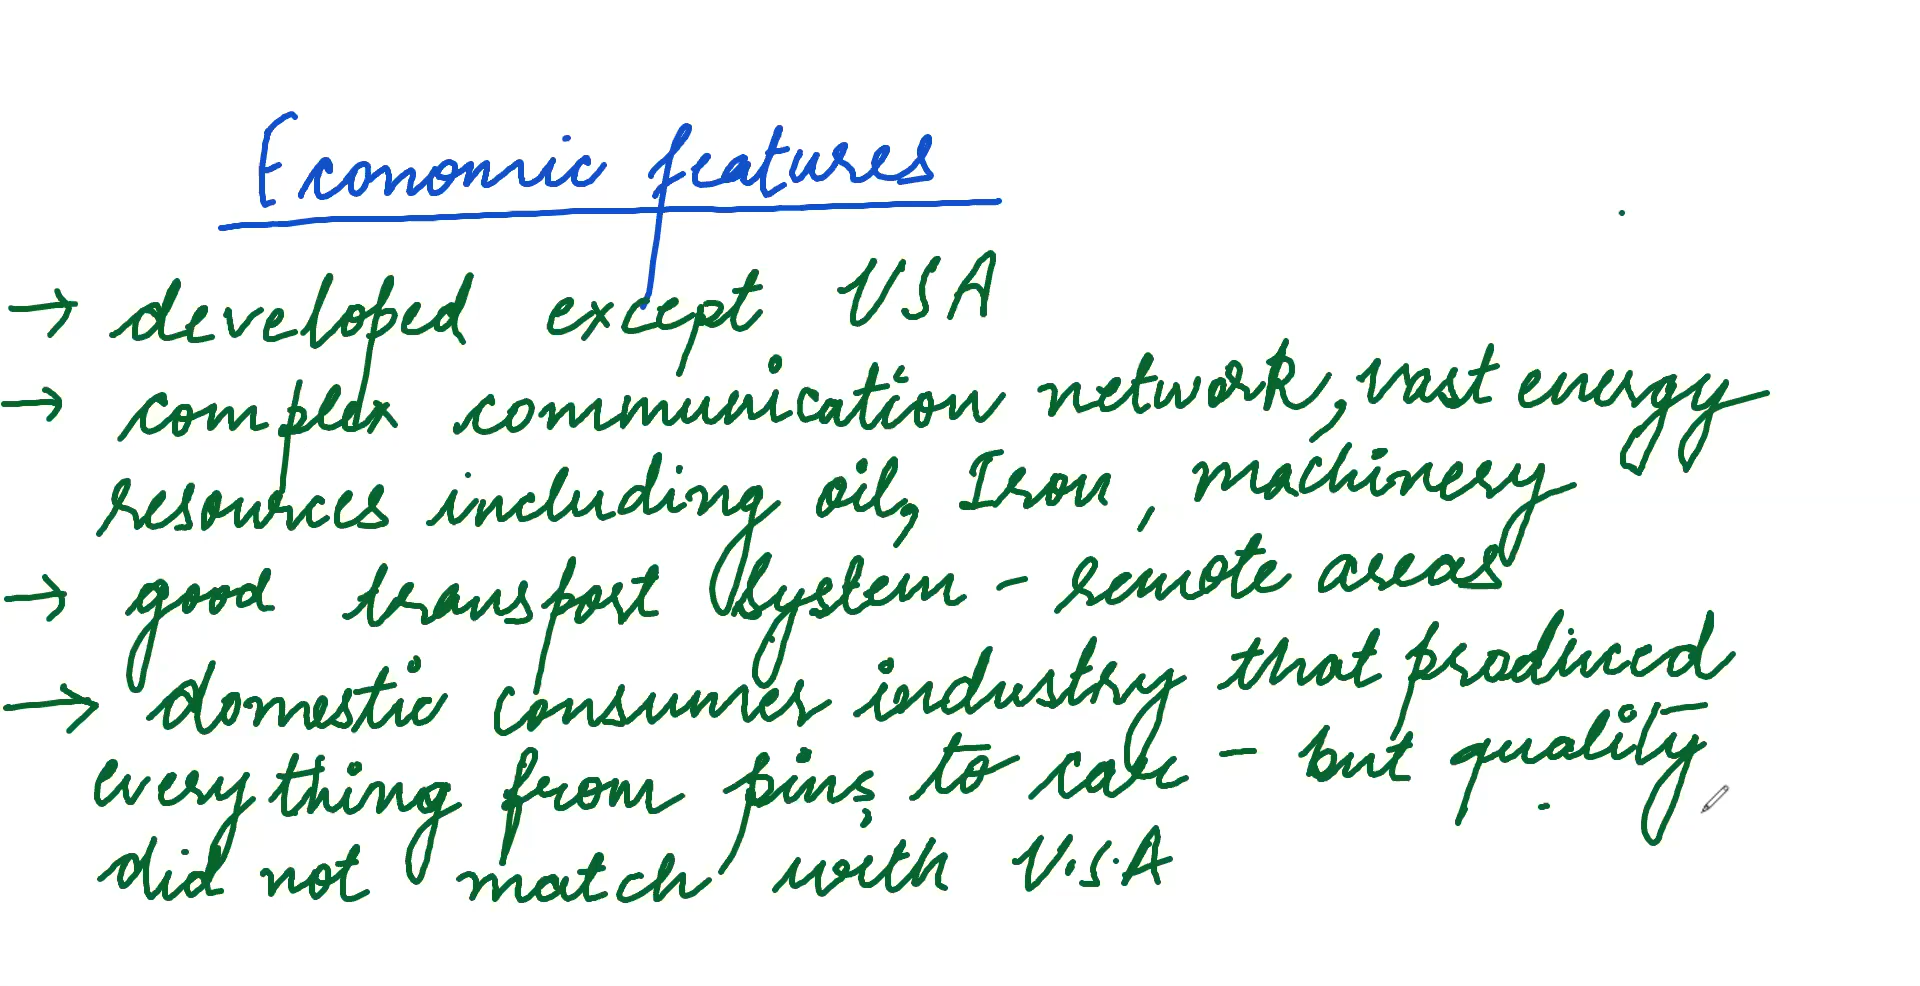 Economic features
→ developed except USA
→ complex communication network, vast energy
resources including oil, Iron, machinery
→ good transport system - remote areas
→ domestic consumer industry that produced
everything from pins, to car - but quality
did not match with U.S.A